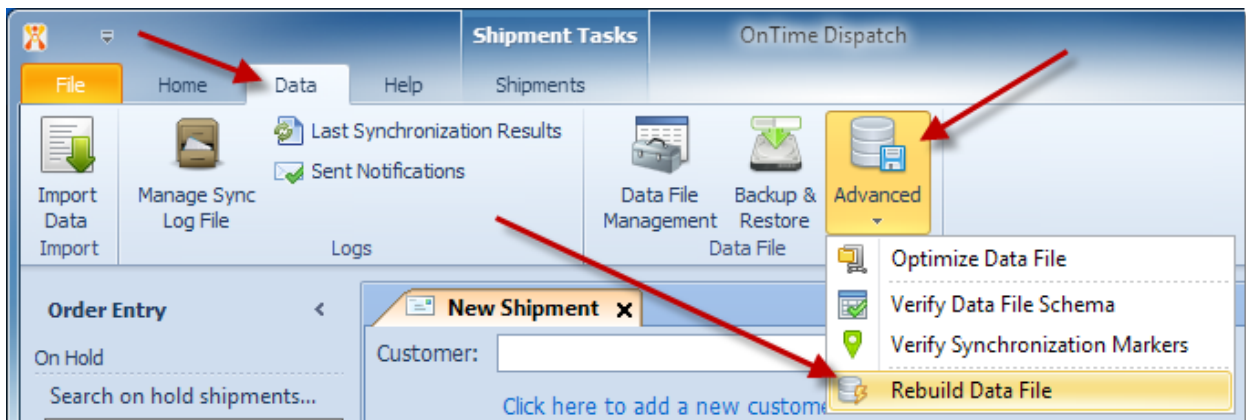 Shipment Tasks
OnTime Dispatch
File
Home
Data
Help
Shipments
Import
Data
Manage Sync
Log File
Last Synchronization Results
Sent Notifications
Data File
Management
Backup &
Restore
Advanced
Import
Logs
Data File
Optimize Data File
Verify Data File Schema
Verify Synchronization Markers
Rebuild Data File
Order Entry
On Hold
Search on hold shipments...
New Shipment
Customer:
Click here to add a new custome